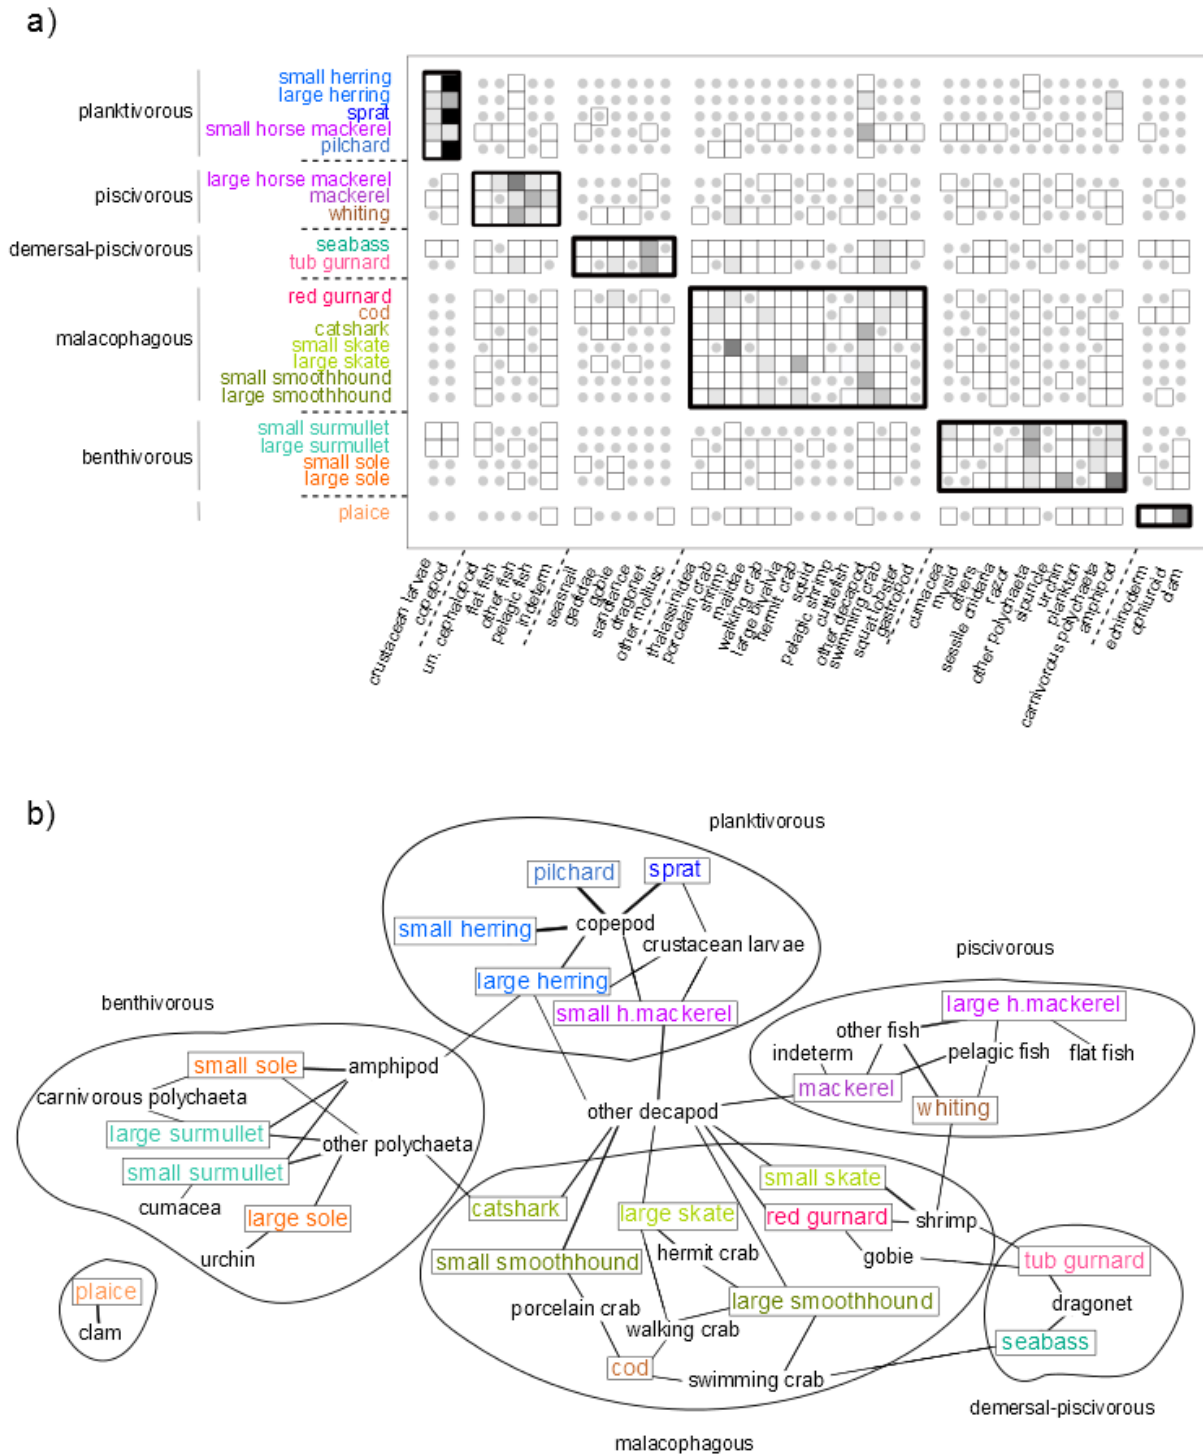 a)
planktivorous
small herring
large herring
sprat
small horse mackerel
pilchard
piscivorous
large horse mackerel
mackerel
whiting
demersal-piscivorous
seabass
tub gurnard
malacophagous
red gurnard
cod
catshark
small skate
large skate
small smoothhound
large smoothhound
benthivorous
small surmullet
large surmullet
small sole
large sole
plaice
crustacean larvae
copepod
un. cephalopod
flat fish
other fish
pelagic fish
indeterm
seasnail
gadidae
gobie
sandlance
dragonet
other mollusc
thalassinidea
porcelain crab
shrimp
majidae
walking crab
large bivalvia
hermit crab
squid
pelagic shrimp
cuttlefish
other decapod
swimming crab
squat lobster
gastropod
cumacea
mysid
others
sessile cnidaria
razor
other polychaeta
sipuncle
urchin
plankton
carnivorous polychaeta
amphipod
echinoderm
ophiuroid
clam
b)
planktivorous
pilchard
sprat
small herring
copepod
crustacean larvae
large herring
small h.mackerel
piscivorous
large h.mackerel
other fish
indeterm
pelagic fish
flat fish
mackerel
whiting
benthivorous
small sole
amphipod
carnivorous polychaeta
large surmullet
other polychaeta
small surmullet
cumacea
large sole
urchin
other decapod
small skate
catshark
large skate
red gurnard
shrimp
hermit crab
gobie
small smoothhound
large smoothhound
porcelain crab
walking crab
cod
swimming crab
tub gurnard
dragonet
seabass
plaice
clam
demersal-piscivorous
malacophagous